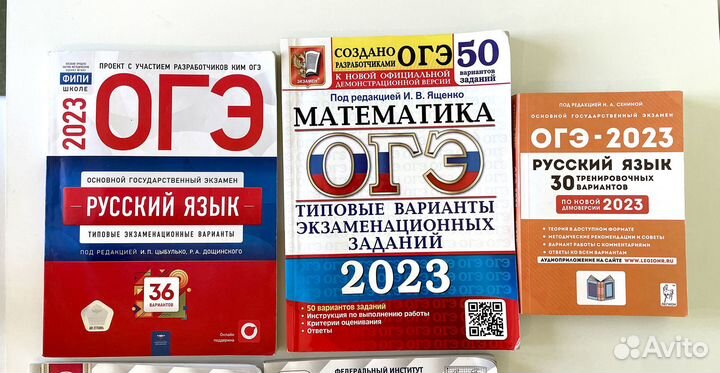 ПРОЕКТ С УЧАСТИЕМ РАЗРАБОТЧИКОВ КИМ ОГЭ
ФИПИ
ШКОЛЕ
2023
ОГЭ
ОСНОВНОЙ ГОСУДАРСТВЕННЫЙ ЭКЗАМЕН
РУССКИЙ ЯЗЫК
ТИПОВЫЕ ЭКЗАМЕНАЦИОННЫЕ ВАРИАНТЫ
ПОД РЕДАКЦИЕЙ И.П. ЦЫБУЛЬКО, Р.А. ДОЩИНСКОГО
36
ВАРИАНТОВ
Онлайн
поддержка
ЭКЗАМЕН
СОЗДАНО
РАЗРАБОТЧИКАМИ ОГЭ
К НОВОЙ ОФИЦИАЛЬНОЙ
ДЕМОНСТРАЦИОННОЙ ВЕРСИИ
50
вариантов
заданий
Под редакцией И. В. Ященко
МАТЕМАТИКА
ОГЭ
ТИПОВЫЕ ВАРИАНТЫ
ЭКЗАМЕНАЦИОННЫХ
ЗАДАНИЙ
2023
• 50 вариантов заданий
• Инструкция по выполнению работы
• Критерии оценивания
• Ответы
ПОД РЕДАКЦИЕЙ Н. А. СЕНИНОЙ
ОСНОВНОЙ ГОСУДАРСТВЕННЫЙ ЭКЗАМЕН
ОГЭ-2023
РУССКИЙ ЯЗЫК
30 ТРЕНИРОВОЧНЫХ
ВАРИАНТОВ
ПО НОВОЙ
ДЕМОВЕРСИИ 2023
• ТЕОРИЯ В ДОСТУПНОМ ФОРМАТЕ
• МЕТОДИЧЕСКИЕ РЕКОМЕНДАЦИИ И СОВЕТЫ
• ВАРИАНТ РАБОТЫ С КОММЕНТАРИЯМИ
• ОТВЕТЫ КО ВСЕМ ВАРИАНТАМ
АУДИОПРИЛОЖЕНИЕ НА САЙТЕ WWW.LEGIONR.RU
ЛЕГИОН
ФЕДЕРАЛЬНЫЙ ИНСТИТУТ
Avito